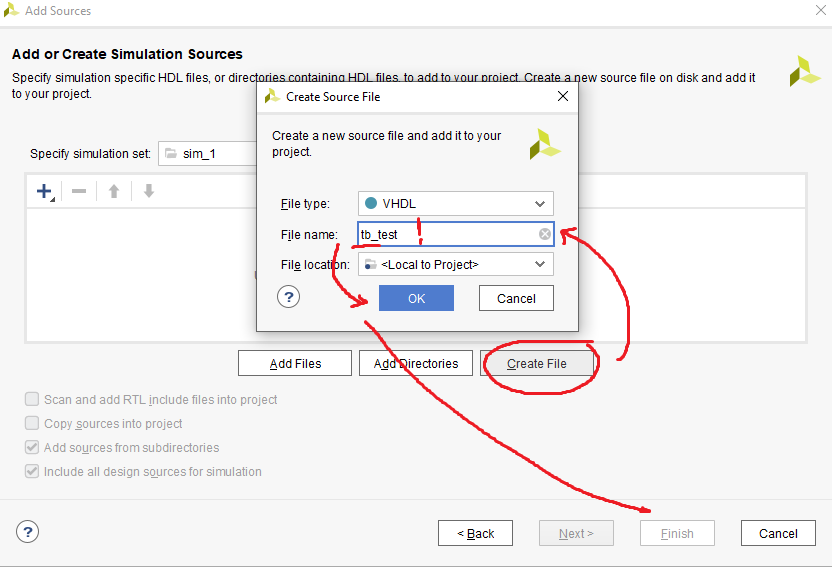 Add Sources
Add or Create Simulation Sources
Specify simulation specific HDL files, or directories containing HDL files, to add to your project. Create a new source file on disk and add it
to your project.
Create Source File
Create a new source file and add it to your
project.
Specify simulation set: sim_1
File type: VHDL
File name: tb_test
File location: <Local to Project>
? OK Cancel
Add Files Add Directories Create File
Scan and add RTL include files into project
Copy sources into project
Add sources from subdirectories
Include all design sources for simulation
? < Back Next > Finish Cancel